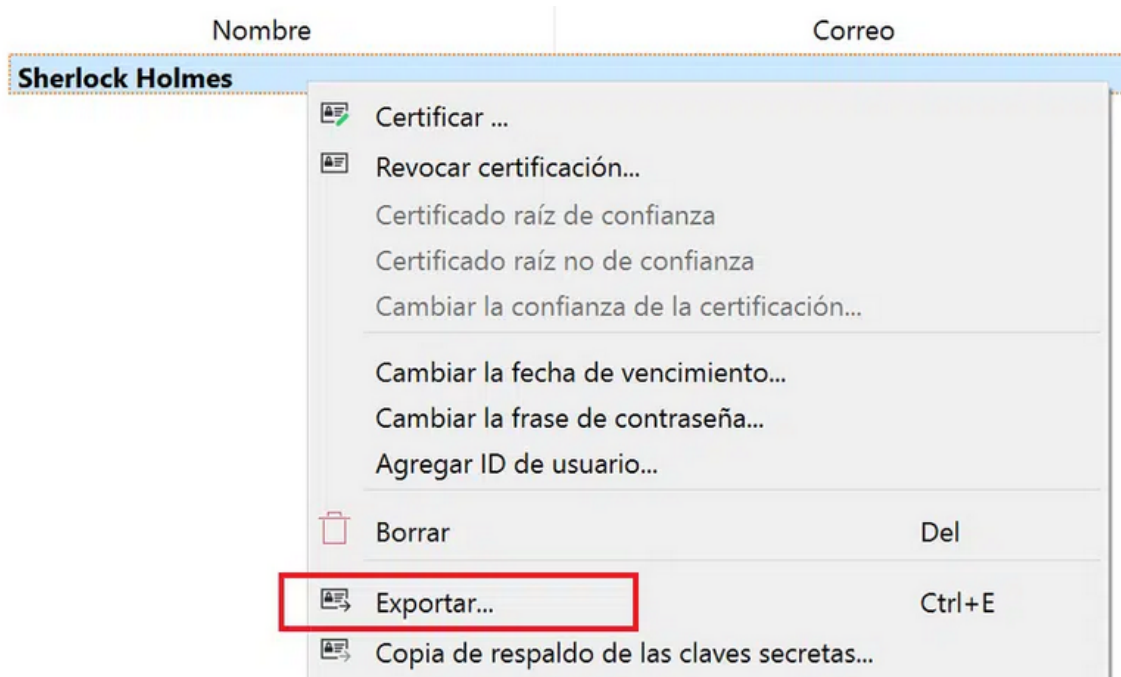 Nombre Correo
Sherlock Holmes
Certificar ...
Revocar certificación...
Certificado raíz de confianza
Certificado raíz no de confianza
Cambiar la confianza de la certificación...
Cambiar la fecha de vencimiento...
Cambiar la frase de contraseña...
Agregar ID de usuario...
Borrar Del
Exportar... Ctrl+E
Copia de respaldo de las claves secretas...